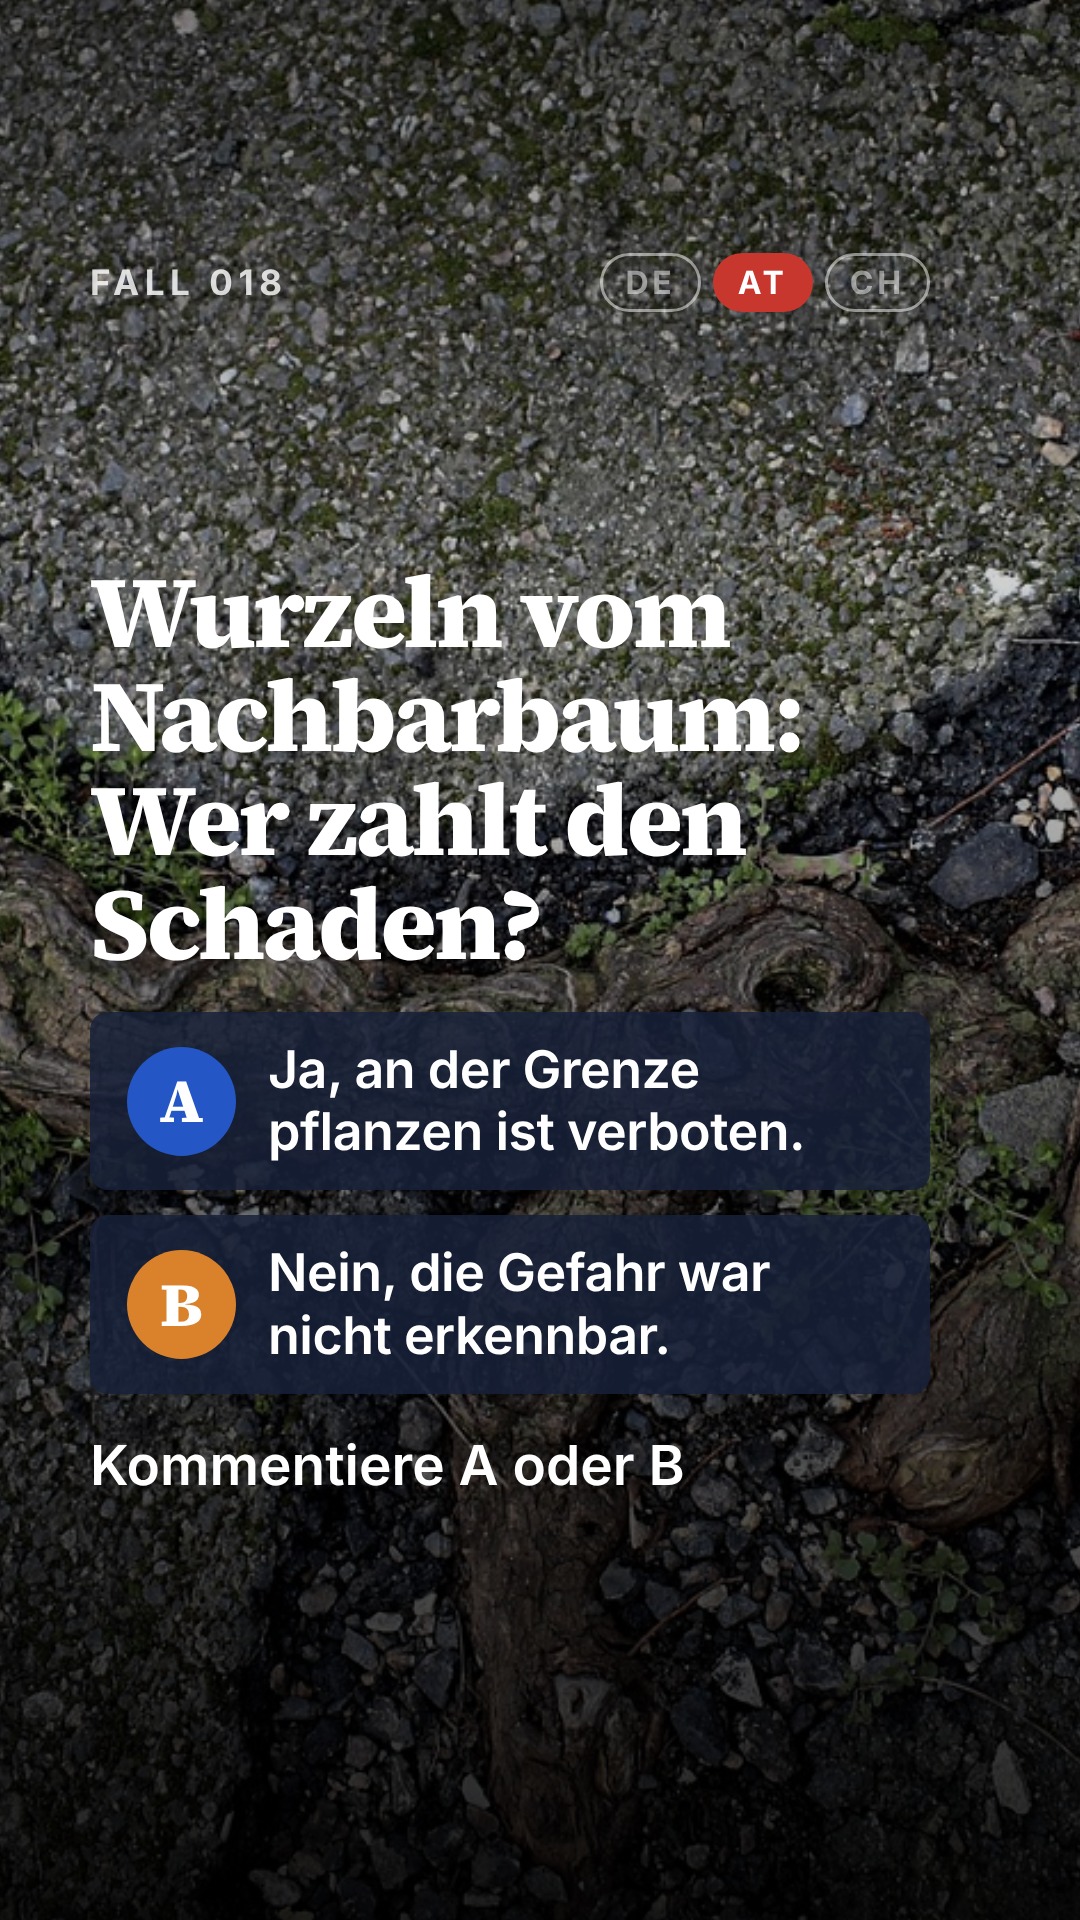 FALL 018
DE AT CH
Wurzeln vom
Nachbarbaum:
Wer zahlt den
Schaden?
A Ja, an der Grenze
pflanzen ist verboten.
B Nein, die Gefahr war
nicht erkennbar.
Kommentiere A oder B